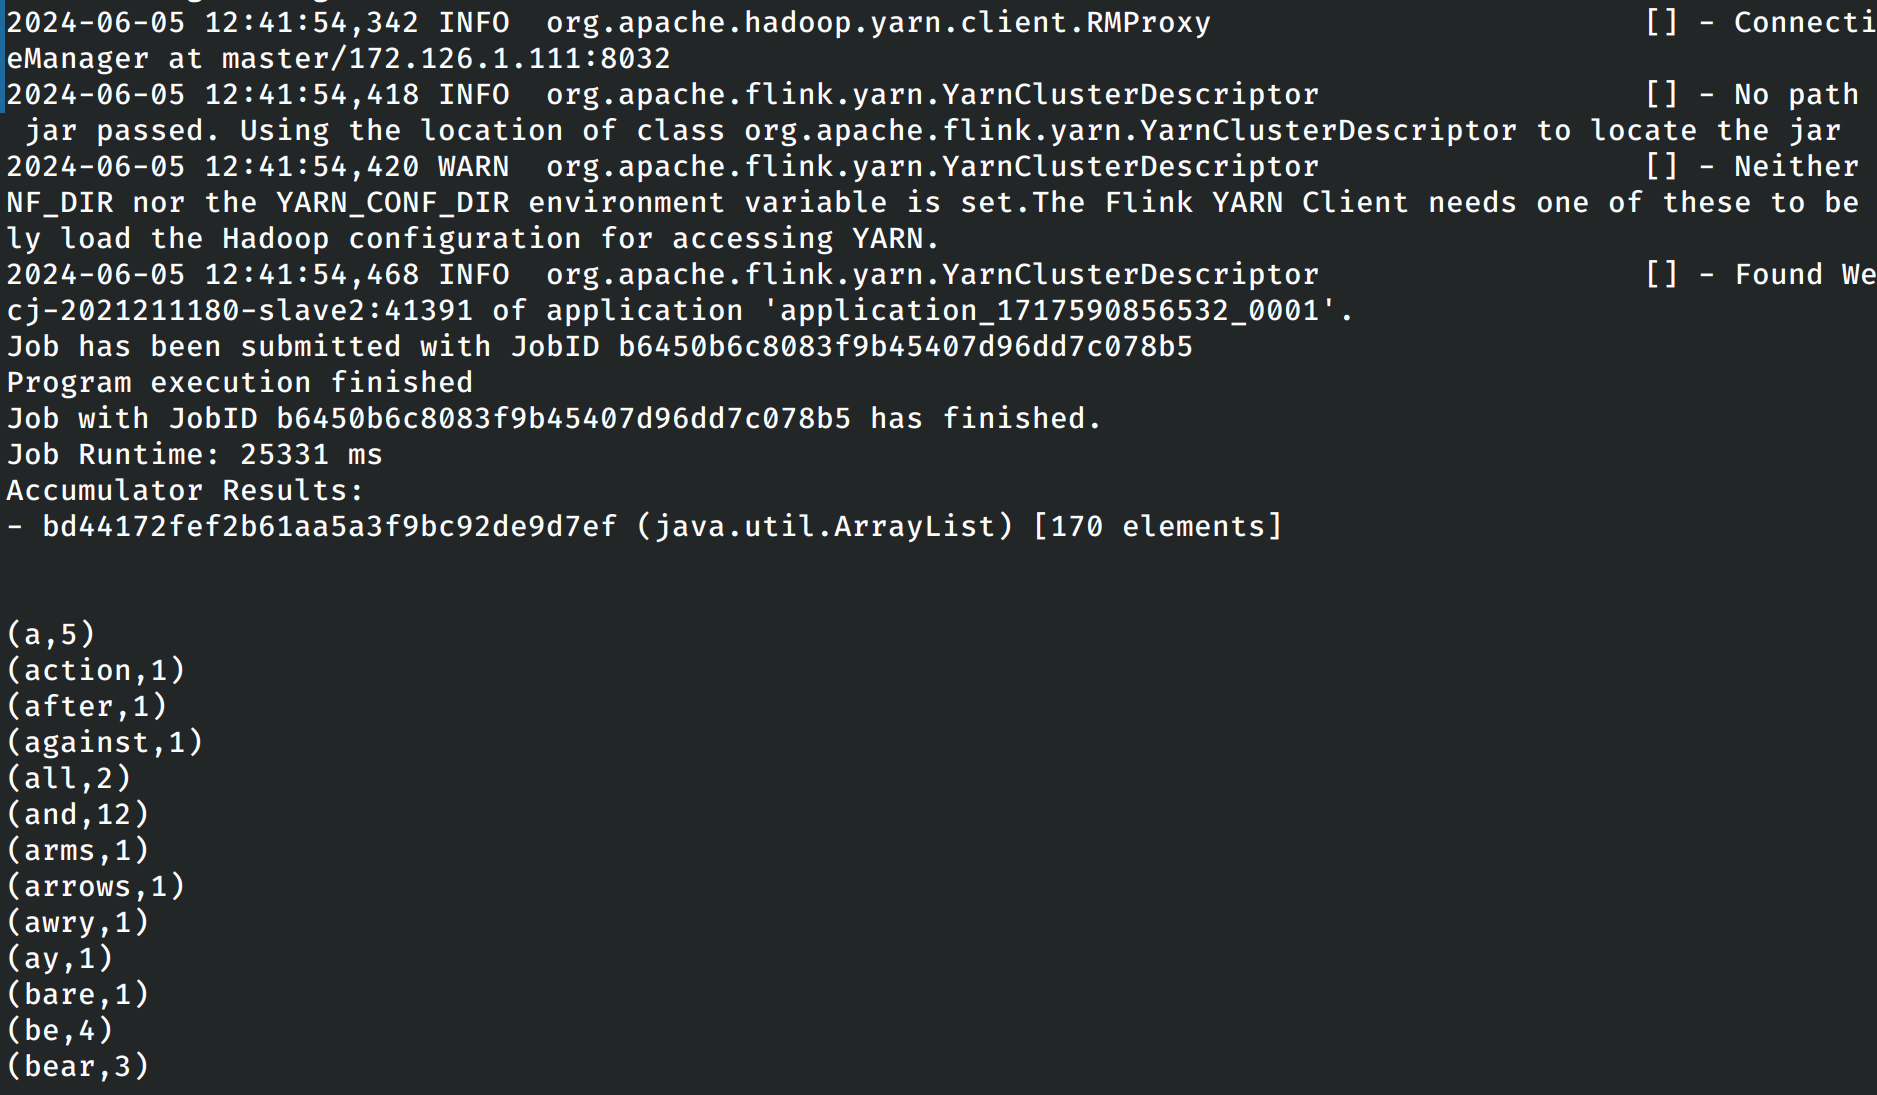 2024-06-05 12:41:54,342 INFO  org.apache.hadoop.yarn.client.RMProxy                        [] - Connecti
eManager at master/172.126.1.111:8032
2024-06-05 12:41:54,418 INFO  org.apache.flink.yarn.YarnClusterDescriptor                  [] - No path
 jar passed. Using the location of class org.apache.flink.yarn.YarnClusterDescriptor to locate the jar
2024-06-05 12:41:54,420 WARN  org.apache.flink.yarn.YarnClusterDescriptor                  [] - Neither
NF_DIR nor the YARN_CONF_DIR environment variable is set.The Flink YARN Client needs one of these to be
ly load the Hadoop configuration for accessing YARN.
2024-06-05 12:41:54,468 INFO  org.apache.flink.yarn.YarnClusterDescriptor                  [] - Found We
cj-2021211180-slave2:41391 of application 'application_1717590856532_0001'.
Job has been submitted with JobID b6450b6c8083f9b45407d96dd7c078b5
Program execution finished
Job with JobID b6450b6c8083f9b45407d96dd7c078b5 has finished.
Job Runtime: 25331 ms
Accumulator Results:
- bd44172fef2b61aa5a3f9bc92de9d7ef (java.util.ArrayList) [170 elements]
(a,5)
(action,1)
(after,1)
(against,1)
(all,2)
(and,12)
(arms,1)
(arrows,1)
(awry,1)
(ay,1)
(bare,1)
(be,4)
(bear,3)